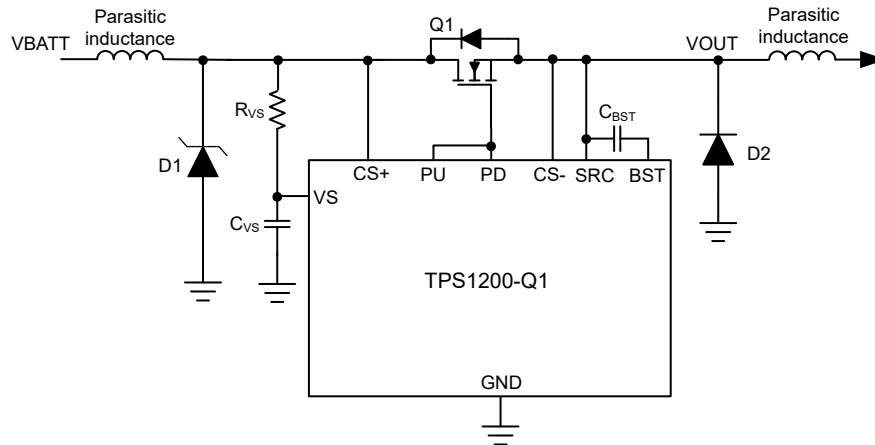 Parasitic
inductance
Q1
Parasitic
inductance
VBATT
VOUT
RVS
CBST
D1
D2
CS+
PU
PD
CS-
SRC
BST
VS
CVS
TPS1200-Q1
GND